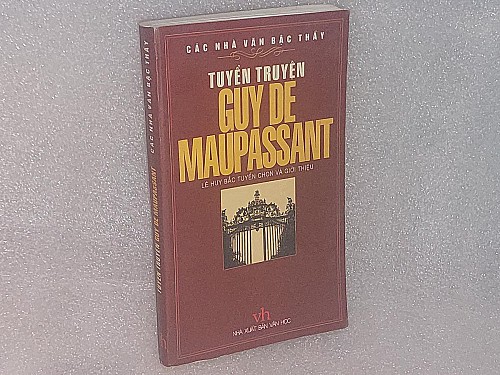 CÁC NHÀ VĂN BẬC THẦY
TUYỂN TRUYỆN
GUY DE
MAUPASSANT
LÊ HUY BẮC TUYỂN CHỌN VÀ GIỚI THIỆU
vh
NHÀ XUẤT BẢN VĂN HỌC
TUYỂN TRUYỆN GUY DE MAUPASSANT CÁC NHÀ VĂN BẬC THẦY